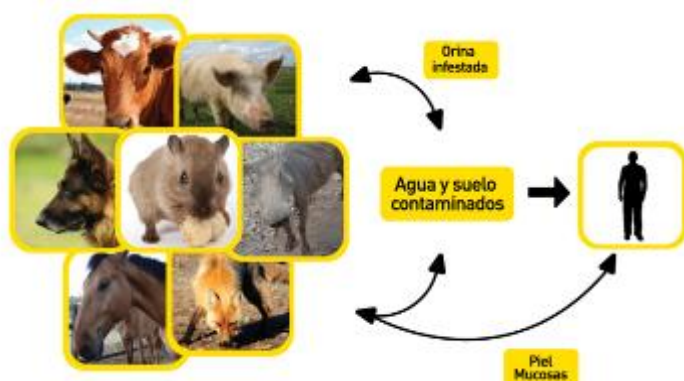 Orina
infestada
Agua y suelo
contaminados
Piel
Mucosas